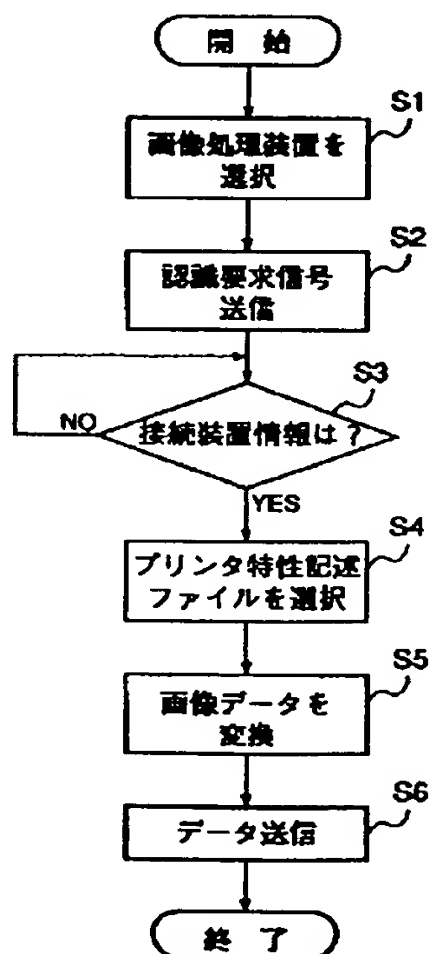 開 始
S1
画像処理装置を
選択
S2
認識要求信号
送信
S3
接続装置情報は？
NO
YES
S4
プリンタ特性記述
ファイルを選択
S5
画像データを
変換
S6
データ送信
終 了